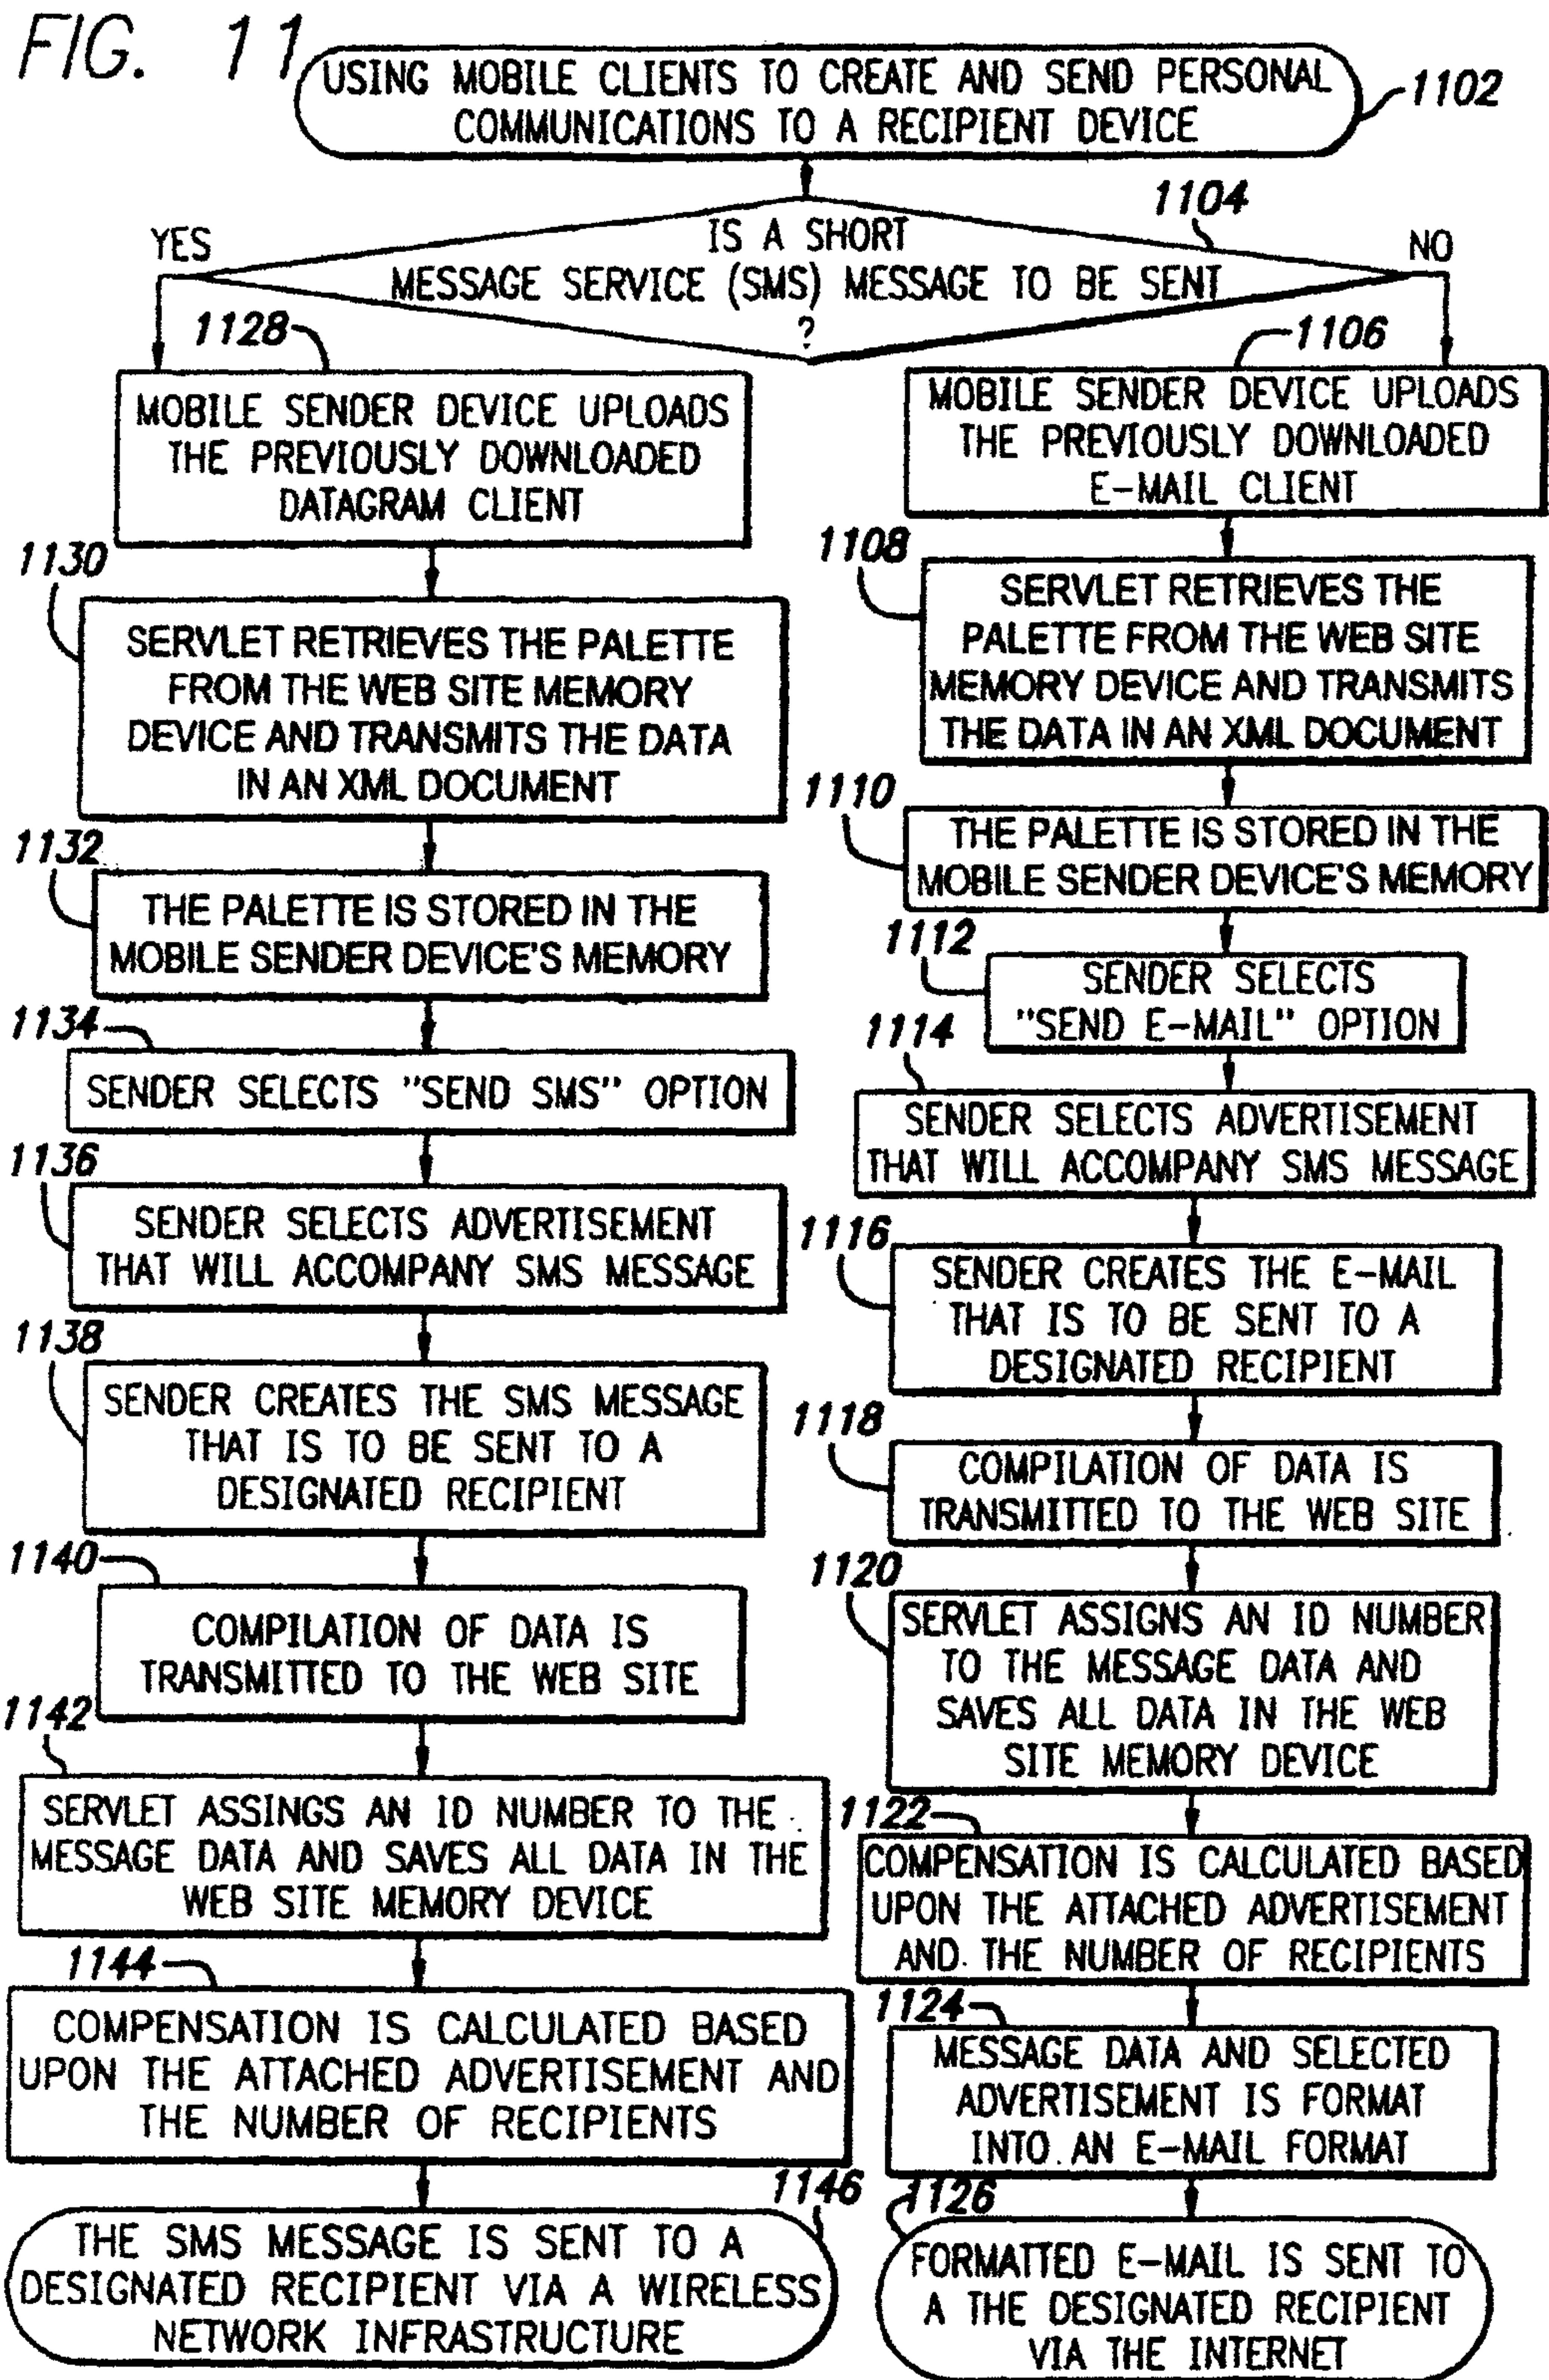 FIG. 11
USING MOBILE CLIENTS TO CREATE AND SEND PERSONAL
COMMUNICATIONS TO A RECIPIENT DEVICE
1102
1104
IS A SHORT
MESSAGE SERVICE (SMS) MESSAGE TO BE SENT
?
YES
NO
1128
MOBILE SENDER DEVICE UPLOADS
THE PREVIOUSLY DOWNLOADED
DATAGRAM CLIENT
1130
SERVLET RETRIEVES THE PALETTE
FROM THE WEB SITE MEMORY
DEVICE AND TRANSMITS THE DATA
IN AN XML DOCUMENT
1132
THE PALETTE IS STORED IN THE
MOBILE SENDER DEVICE'S MEMORY
1134
SENDER SELECTS "SEND SMS" OPTION
1136
SENDER SELECTS ADVERTISEMENT
THAT WILL ACCOMPANY SMS MESSAGE
1138
SENDER CREATES THE SMS MESSAGE
THAT IS TO BE SENT TO A
DESIGNATED RECIPIENT
1140
COMPILATION OF DATA IS
TRANSMITTED TO THE WEB SITE
1142
SERVLET ASSINGS AN ID NUMBER TO THE
MESSAGE DATA AND SAVES ALL DATA IN THE
WEB SITE MEMORY DEVICE
1144
COMPENSATION IS CALCULATED BASED
UPON THE ATTACHED ADVERTISEMENT AND
THE NUMBER OF RECIPIENTS
1146
THE SMS MESSAGE IS SENT TO A
DESIGNATED RECIPIENT VIA A WIRELESS
NETWORK INFRASTRUCTURE
1106
MOBILE SENDER DEVICE UPLOADS
THE PREVIOUSLY DOWNLOADED
E-MAIL CLIENT
1108
SERVLET RETRIEVES THE
PALETTE FROM THE WEB SITE
MEMORY DEVICE AND TRANSMITS
THE DATA IN AN XML DOCUMENT
1110
THE PALETTE IS STORED IN THE
MOBILE SENDER DEVICE'S MEMORY
1112
SENDER SELECTS
"SEND E-MAIL" OPTION
1114
SENDER SELECTS ADVERTISEMENT
THAT WILL ACCOMPANY SMS MESSAGE
1116
SENDER CREATES THE E-MAIL
THAT IS TO BE SENT TO A
DESIGNATED RECIPIENT
1118
COMPILATION OF DATA IS
TRANSMITTED TO THE WEB SITE
1120
SERVLET ASSIGNS AN ID NUMBER
TO THE MESSAGE DATA AND
SAVES ALL DATA IN THE WEB
SITE MEMORY DEVICE
1122
COMPENSATION IS CALCULATED BASED
UPON THE ATTACHED ADVERTISEMENT
AND THE NUMBER OF RECIPIENTS
1124
MESSAGE DATA AND SELECTED
ADVERTISEMENT IS FORMAT
INTO AN E-MAIL FORMAT
1126
FORMATTED E-MAIL IS SENT TO
A THE DESIGNATED RECIPIENT
VIA THE INTERNET